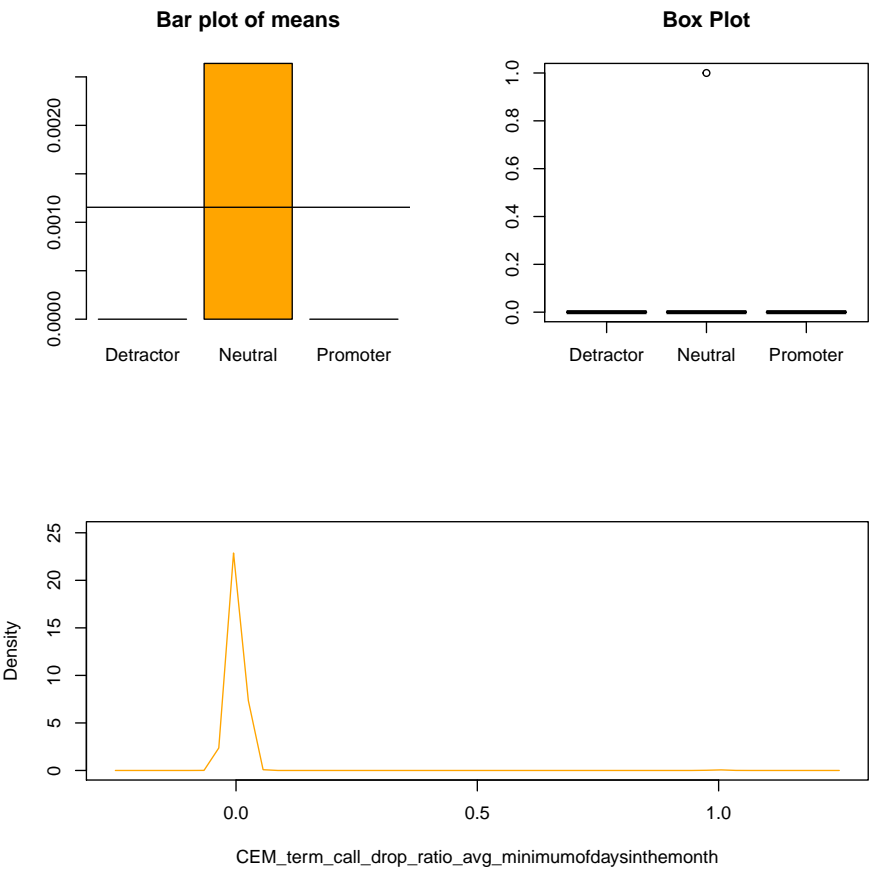 Bar plot of means
0.0020
0.0010
0.0000
Detractor Neutral Promoter
Box Plot
1.0
0.8
0.6
0.4
0.2
0.0
Detractor Neutral Promoter
Density
25
20
15
10
5
0
0.0 0.5 1.0
CEM_term_call_drop_ratio_avg_minimumofdaysinthemonth